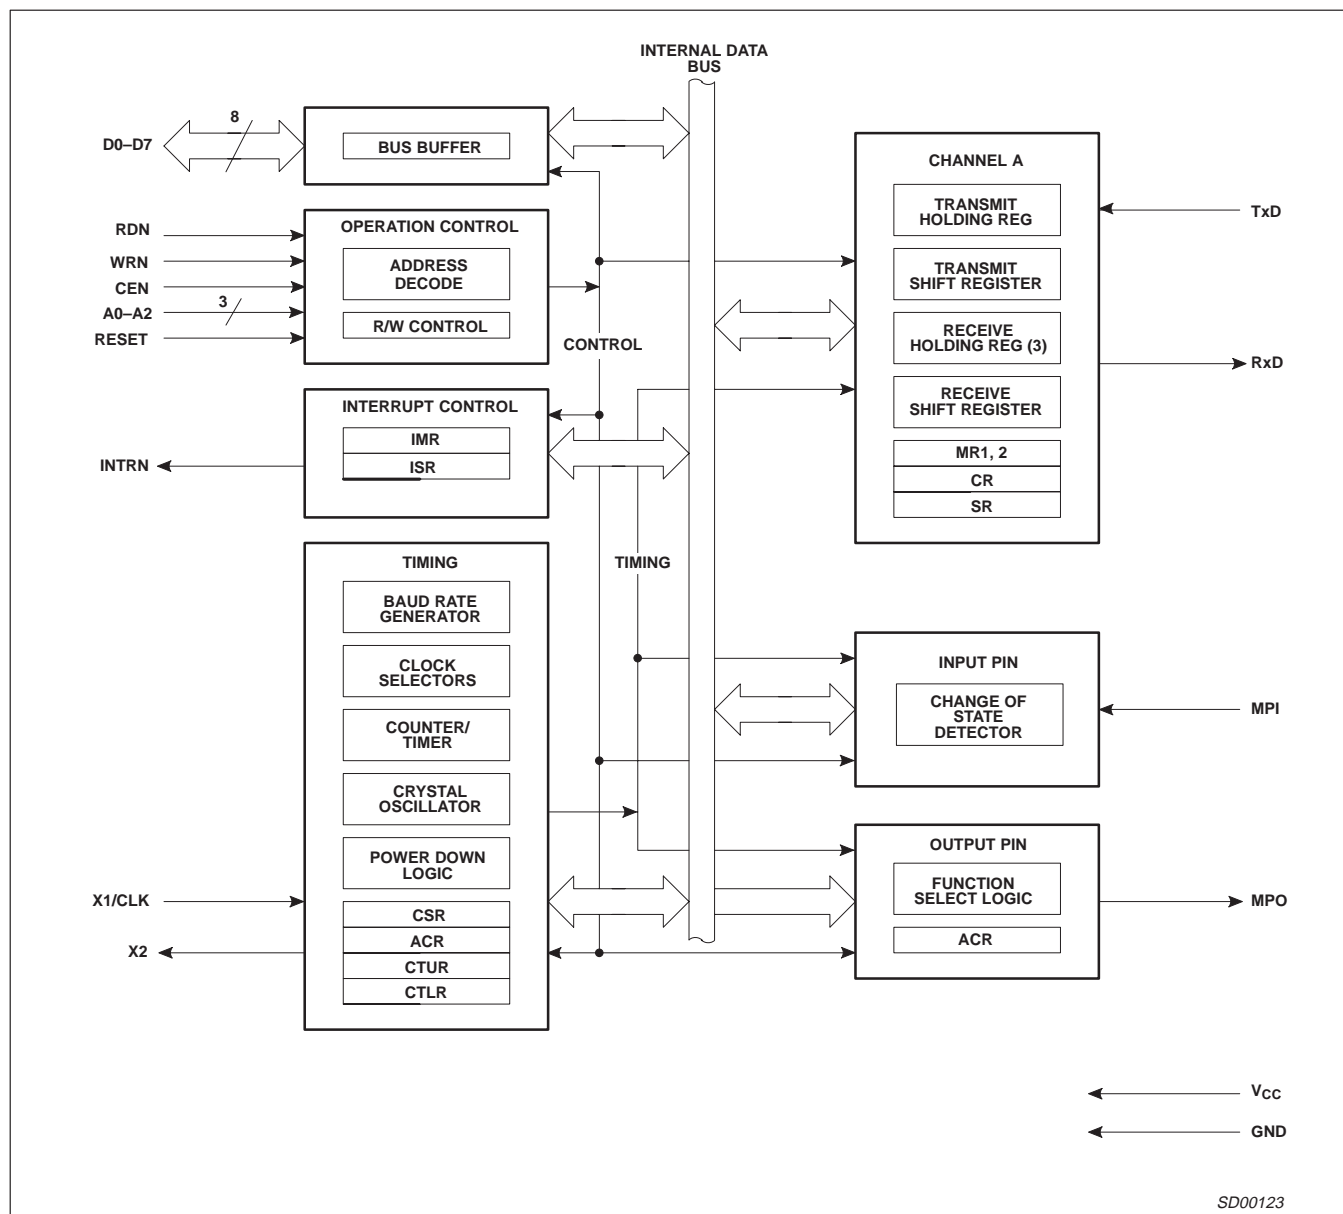 INTERNAL DATA
BUS
8
D0–D7
BUS BUFFER
RDN
WRN
CEN
A0–A2
RESET
3
OPERATION CONTROL
ADDRESS
DECODE
R/W CONTROL
CONTROL
INTERRUPT CONTROL
IMR
ISR
INTRN
TIMING
BAUD RATE
GENERATOR
CLOCK
SELECTORS
COUNTER/
TIMER
CRYSTAL
OSCILLATOR
POWER DOWN
LOGIC
CSR
ACR
CTUR
CTLR
X1/CLK
X2
TIMING
CHANNEL A
TRANSMIT
HOLDING REG
TRANSMIT
SHIFT REGISTER
RECEIVE
HOLDING REG (3)
RECEIVE
SHIFT REGISTER
MR1, 2
CR
SR
TxD
RxD
INPUT PIN
CHANGE OF
STATE
DETECTOR
MPI
OUTPUT PIN
FUNCTION
SELECT LOGIC
ACR
MPO
VCC
GND
SD00123